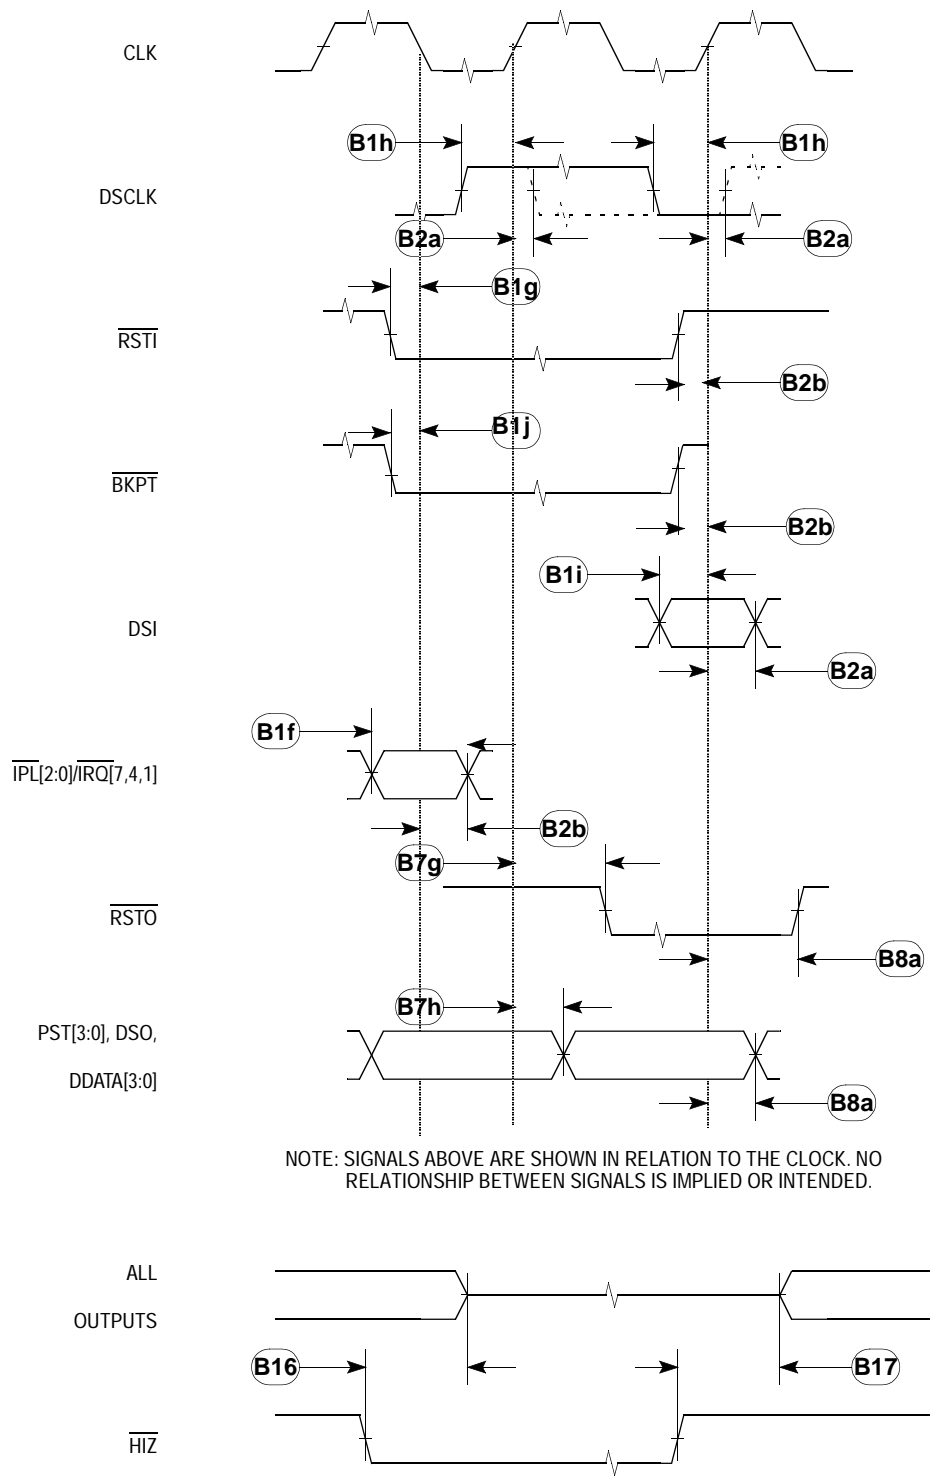 CLK
B1h B1h
DSCLK
B2a B2a
B1g
RSTI
B2b
B1j
BKPT
B2b
B1i
DSI
B2a
B1f
IPL[2:0]/IRQ[7,4,1]
B2b
B7g
RSTO
B8a
B7h
PST[3:0], DSO,
DDATA[3:0]
B8a
NOTE: SIGNALS ABOVE ARE SHOWN IN RELATION TO THE CLOCK. NO
RELATIONSHIP BETWEEN SIGNALS IS IMPLIED OR INTENDED.
ALL
OUTPUTS
B16 B17
HIZ